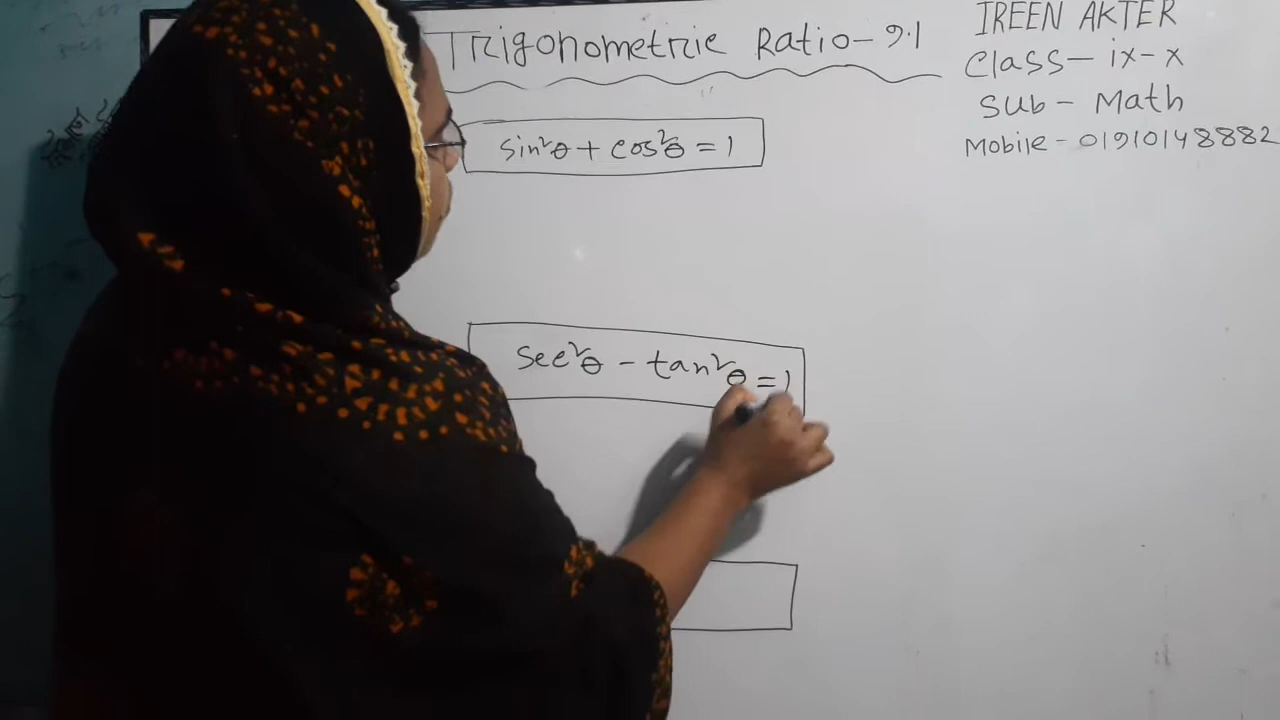 Trigonometric Ratio-9.1
IREEN AKTER
Class- ix-x
Sub- Math
Mobile- 01910148882
sin²θ + cos²θ = 1
sec²θ - tan²θ = 1